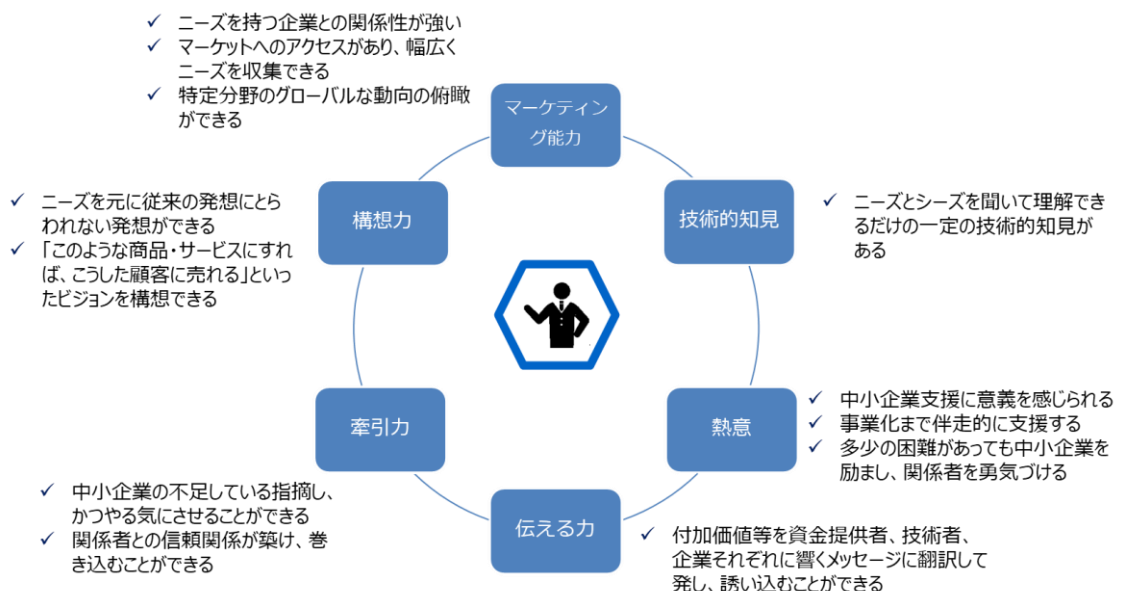 ✓ ニーズを持つ企業との関係性が強い
✓ マーケットへのアクセスがあり、幅広く
ニーズを収集できる
✓ 特定分野のグローバルな動向の俯瞰
ができる
マーケティン
グ能力
✓ ニーズを元に従来の発想にとら
われない発想ができる
✓ 「このような商品・サービスにすれ
ば、こうした顧客に売れる」といっ
たビジョンを構想できる
構想力
技術的知見
✓ ニーズとシーズを聞いて理解でき
るだけの一定の技術的知見が
ある
牽引力
熱意
✓ 中小企業支援に意義を感じられる
✓ 事業化まで伴走的に支援する
✓ 多少の困難があっても中小企業を
励まし、関係者を勇気づける
✓ 中小企業の不足している指摘し、
かつやる気にさせることができる
✓ 関係者との信頼関係が築け、巻
き込むことができる
伝える力
✓ 付加価値等を資金提供者、技術者、
企業それぞれに響くメッセージに翻訳して
発し、誘い込むことができる